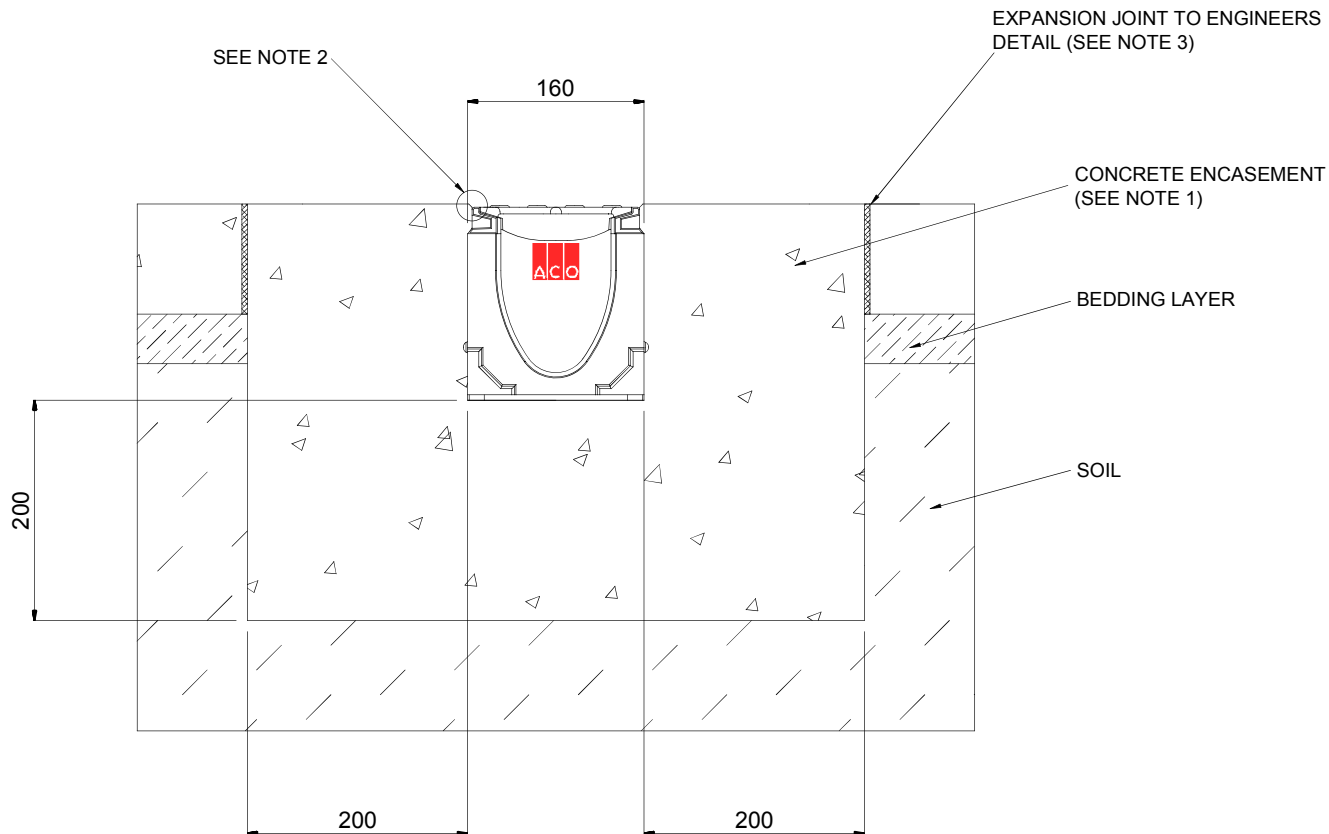 EXPANSION JOINT TO ENGINEERS
DETAIL (SEE NOTE 3)
SEE NOTE 2
160
CONCRETE ENCASEMENT
(SEE NOTE 1)
ACO
BEDDING LAYER
SOIL
200
200
200